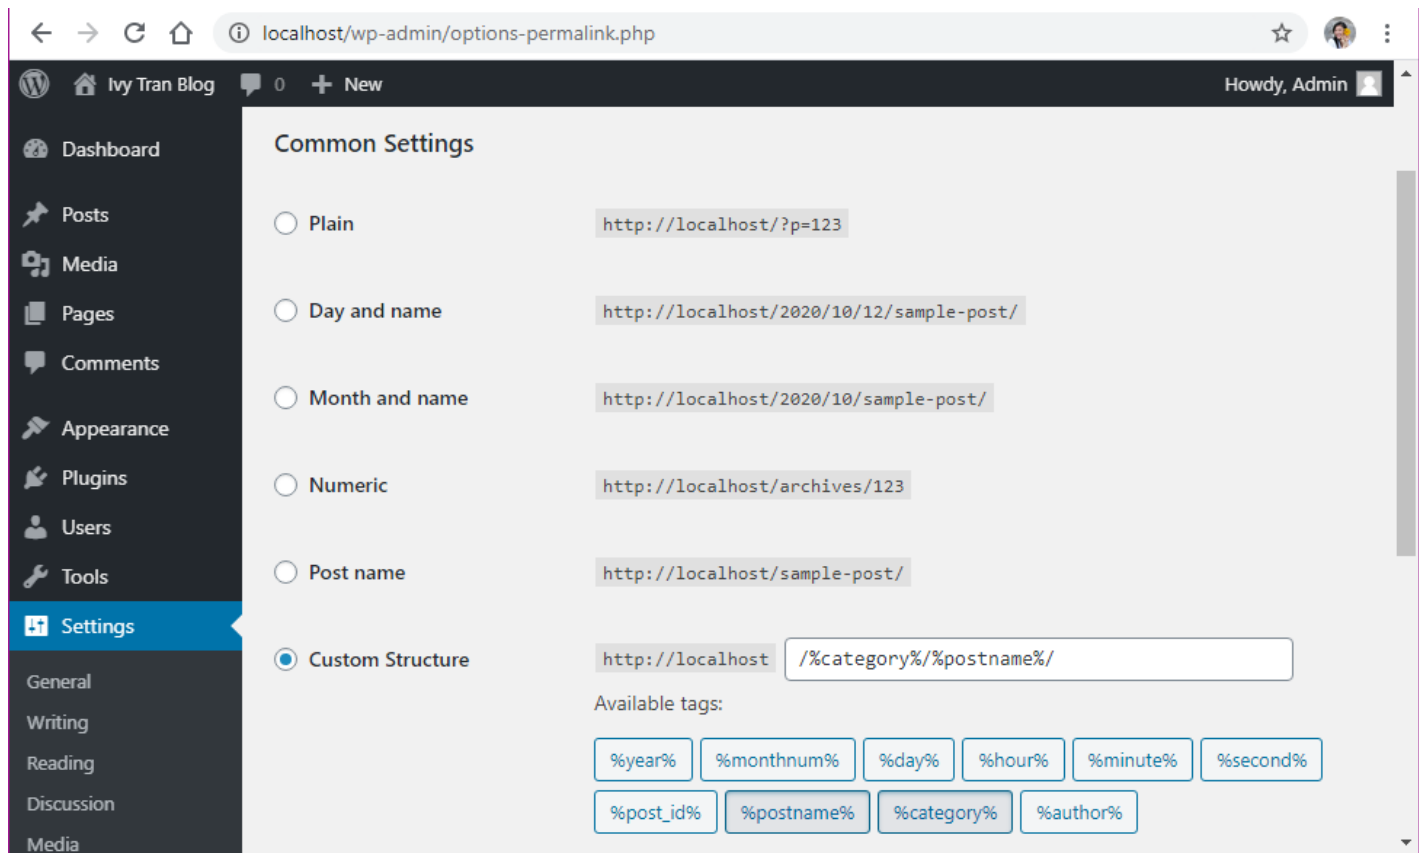 localhost/wp-admin/options-permalink.php
Ivy Tran Blog 0 New Howdy, Admin
Dashboard
Posts
Media
Pages
Comments
Appearance
Plugins
Users
Tools
Settings
General
Writing
Reading
Discussion
Media
Common Settings
Plain http://localhost/?p=123
Day and name http://localhost/2020/10/12/sample-post/
Month and name http://localhost/2020/10/sample-post/
Numeric http://localhost/archives/123
Post name http://localhost/sample-post/
Custom Structure http://localhost /%category%/%postname%/
Available tags:
%year% %monthnum% %day% %hour% %minute% %second%
%post_id% %postname% %category% %author%